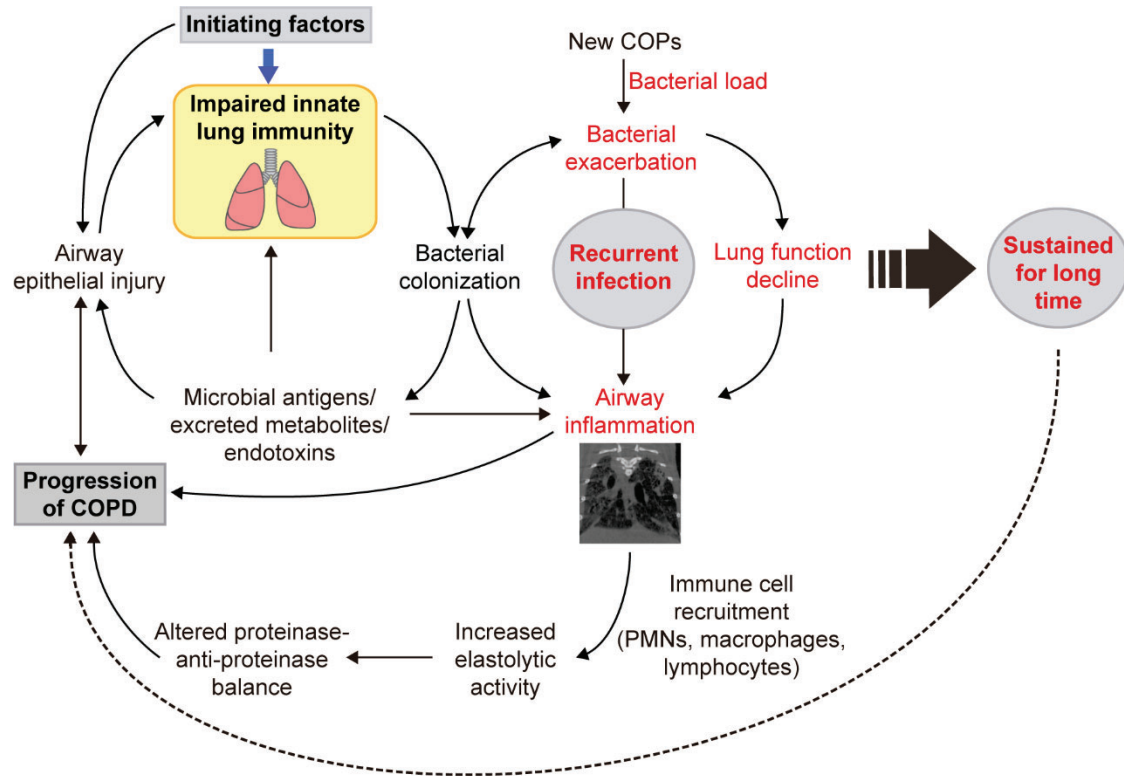 Initiating factors
Impaired innate
lung immunity
New COPs
Bacterial load
Bacterial
exacerbation
Airway
epithelial injury
Bacterial
colonization
Recurrent
infection
Lung function
decline
Sustained
for long
time
Microbial antigens/
excreted metabolites/
endotoxins
Airway
inflammation
Progression
of COPD
Immune cell
recruitment
(PMNs, macrophages,
lymphocytes)
Increased
elastolytic
activity
Altered proteinase-
anti-proteinase
balance